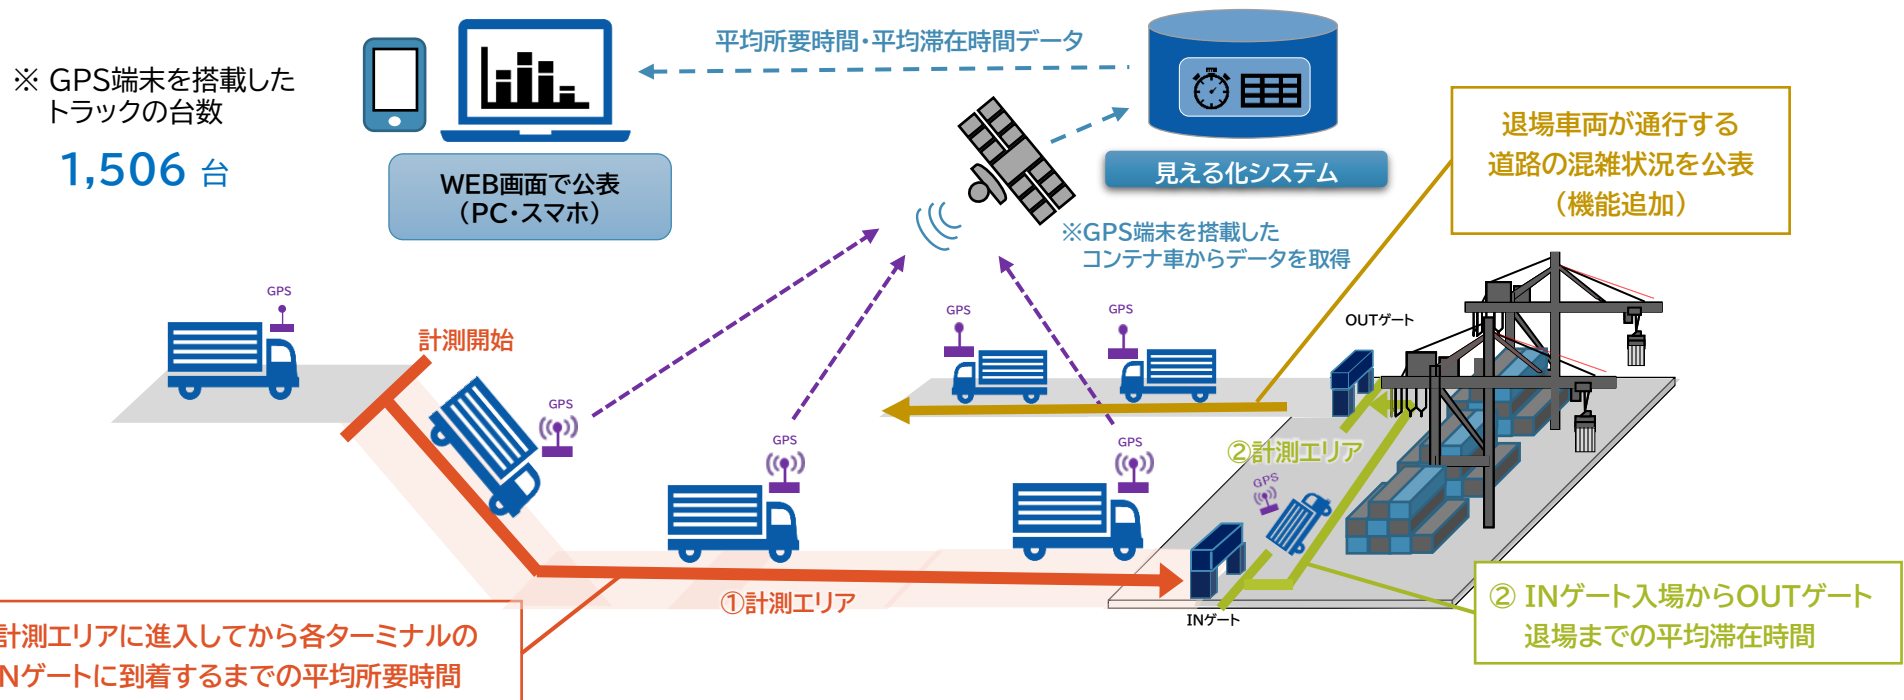 ※ GPS端末を搭載した
トラックの台数
1,506 台
平均所要時間・平均滞在時間データ
WEB画面で公表
(PC・スマホ)
見える化システム
※GPS端末を搭載した
コンテナ車からデータを取得
退場車両が通行する
道路の混雑状況を公表
(機能追加)
GPS
計測開始
GPS
GPS
GPS
GPS
GPS
OUTゲート
②計測エリア
GPS
①計測エリア
INゲート
計測エリアに進入してから各ターミナルの
Nゲートに到着するまでの平均所要時間
② INゲート入場からOUTゲート
退場までの平均滞在時間